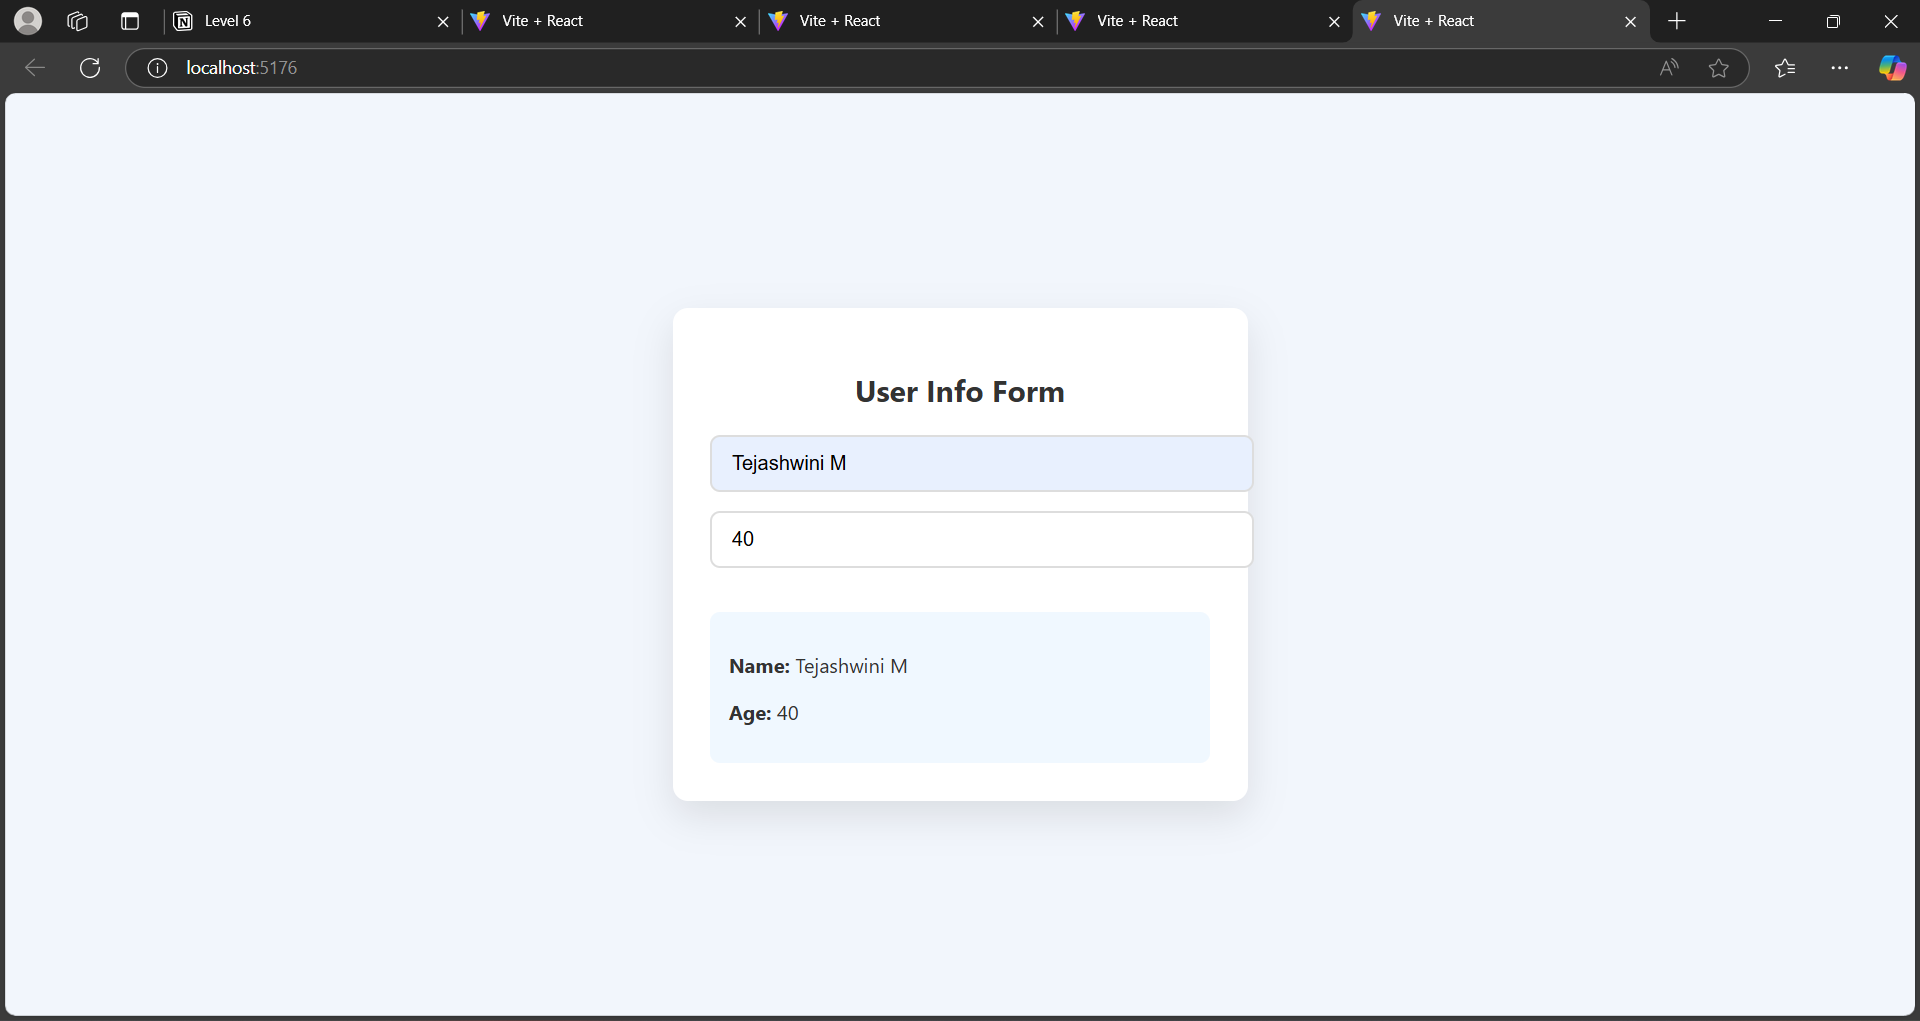 Level 6
Vite + React
Vite + React
Vite + React
Vite + React
localhost:5176
User Info Form
Tejashwini M
40
Name: Tejashwini M
Age: 40